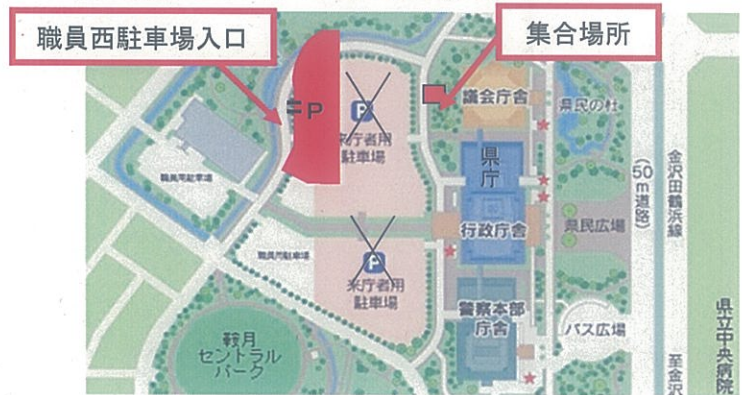 職員西駐車場入口
集合場所
P
P
来庁者用
駐車場
議会庁舎
県民の杜
県庁
行政庁舎
県民広場
金沢田鶴浜線
(50m道路)
職員用駐車場
職員用駐車場
P
来庁者用
駐車場
警察本部
庁舎
バス広場
鞍月
セントラル
パーク
県立中央病院
至金沢